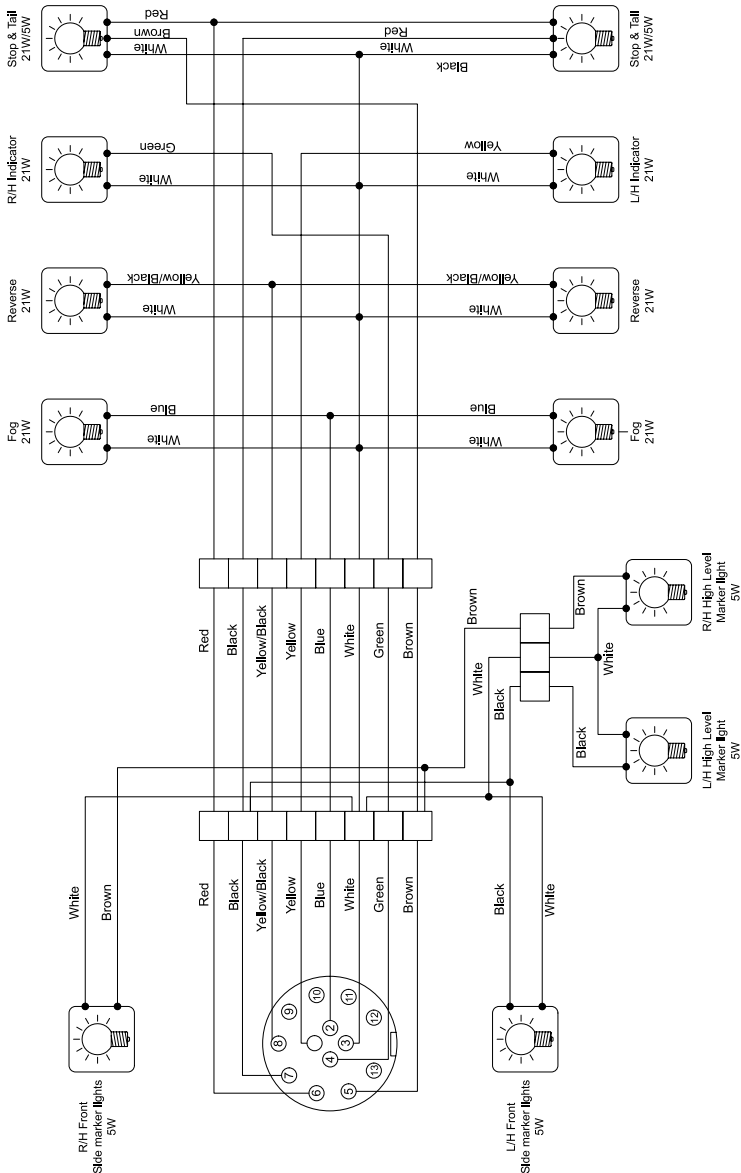 Stop & Tail
21W/5W
Red
Brown
White
Red
White
Black
Stop & Tail
21W/5W
R/H Indicator
21W
Green
White
Yellow
White
L/H Indicator
21W
Reverse
21W
Yellow/Black
White
Yellow/Black
White
Reverse
21W
Fog
21W
Blue
White
Blue
White
Fog
21W
Red
Black
Yellow/Black
Yellow
Blue
White
Green
Brown
Brown
White
Black
Brown
White
Black
R/H High Level
Marker light
5W
L/H High Level
Marker light
5W
White
Brown
Red
Black
Yellow/Black
Yellow
Blue
White
Green
Brown
Black
White
R/H Front
Side marker lights
5W
2
3
4
5
6
7
8
9
10
11
12
13
L/H Front
Side marker lights
5W